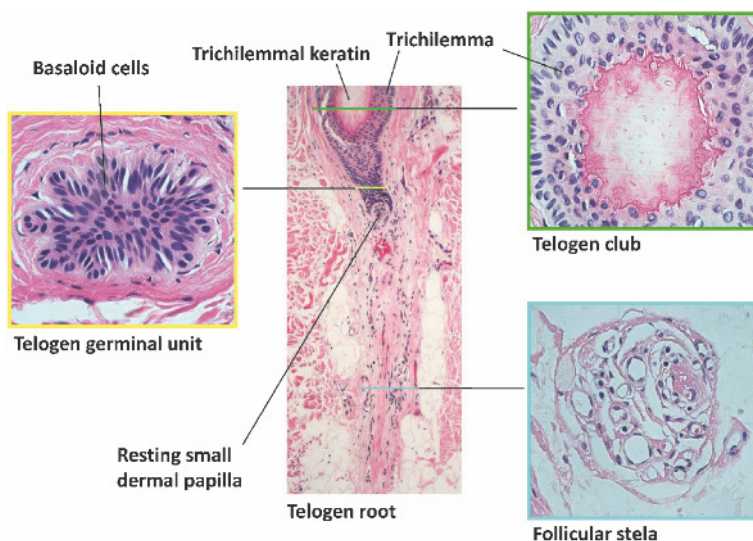 Basaloid cells
Trichilemmal keratin
Trichilemma
Telogen club
Telogen germinal unit
Resting small
dermal papilla
Telogen root
Follicular stela